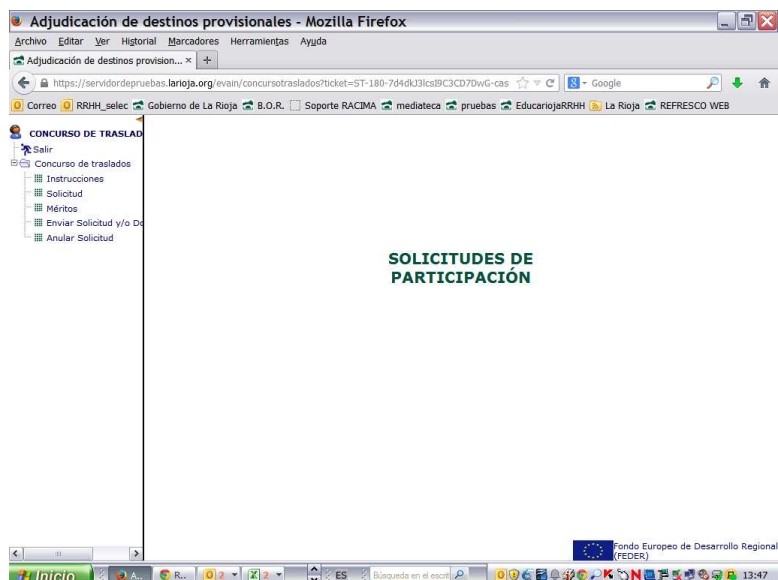 Adjudicación de destinos provisionales - Mozilla Firefox
Archivo Editar Ver Historial Marcadores Herramientas Ayuda
Adjudicación de destinos provision... × +
https://servidordepruebas.larioja.org/evain/concursotraslados?ticket=ST-180-7d4dkJ3lcsI9C3CD7DwG-cas Google
Correo RRHH_selec Gobierno de La Rioja B.O.R. Soporte RACIMA mediateca pruebas EducariojaRRHH La Rioja REFRESCO WEB
CONCURSO DE TRASLAD
Salir
Concurso de traslados
Instrucciones
Solicitud
Méritos
Enviar Solicitud y/o Do
Anular Solicitud
SOLICITUDES DE
PARTICIPACIÓN
Fondo Europeo de Desarrollo Regional
(FEDER)
Inicio A.. R.. 2 2 ES Búsqueda en el escrit 13:47